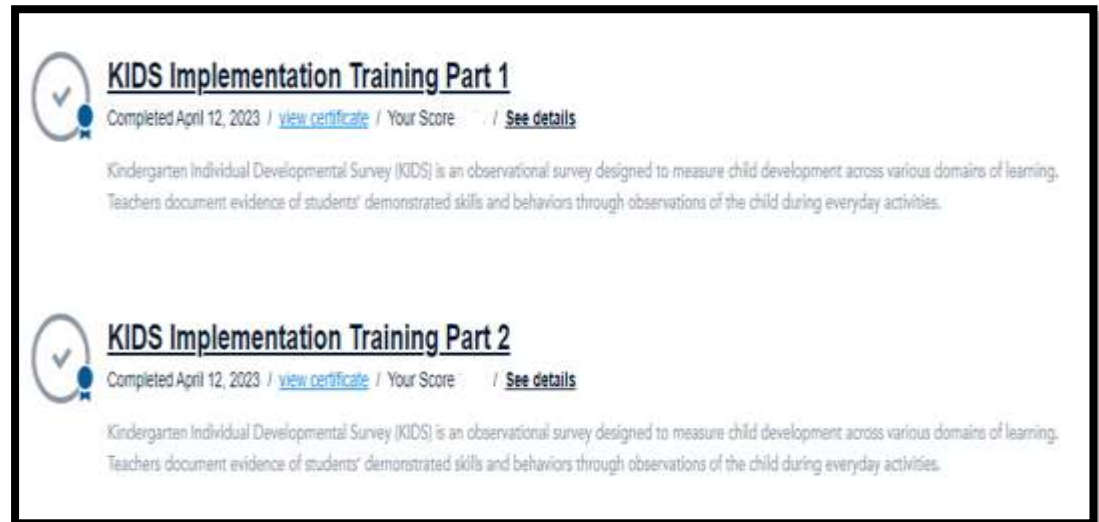 KIDS Implementation Training Part 1
Completed April 12, 2023 / view certificate / Your Score / See details
Kindergarten Individual Developmental Survey (KIDS) is an observational survey designed to measure child development across various domains of learning.
Teachers document evidence of students' demonstrated skills and behaviors through observations of the child during everyday activities.
KIDS Implementation Training Part 2
Completed April 12, 2023 / view certificate / Your Score / See details
Kindergarten Individual Developmental Survey (KIDS) is an observational survey designed to measure child development across various domains of learning.
Teachers document evidence of students' demonstrated skills and behaviors through observations of the child during everyday activities.